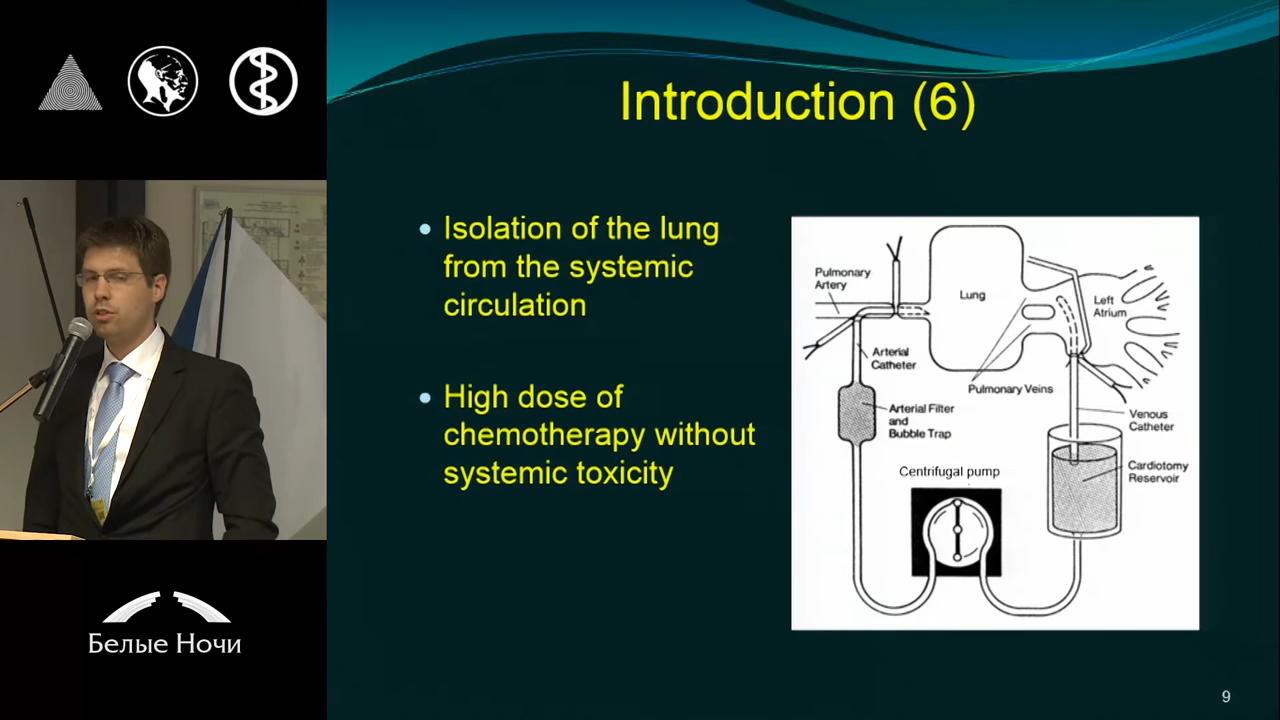 Introduction (6)
Isolation of the lung
from the systemic
circulation
High dose of
chemotherapy without
systemic toxicity
Pulmonary
Artery
Lung
Left
Atrium
Arterial
Catheter
Pulmonary Veins
Arterial Filter
and
Bubble Trap
Venous
Catheter
Centrifugal pump
Cardiotomy
Reservoir
Белые Ночи
9